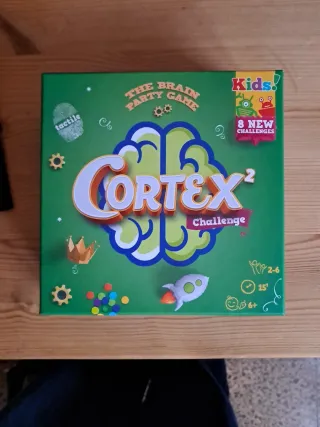 THE BRAIN
PARTY GAME
Kids!
8 NEW
CHALLENGES
tactile
CORTEX²
Challenge
2-6
15'
6+